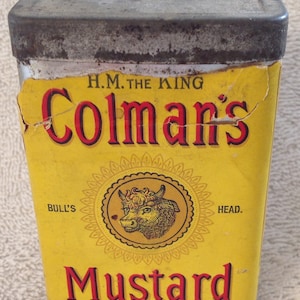 H.M. THE KING
Colman's
BULL'S HEAD.
Mustard